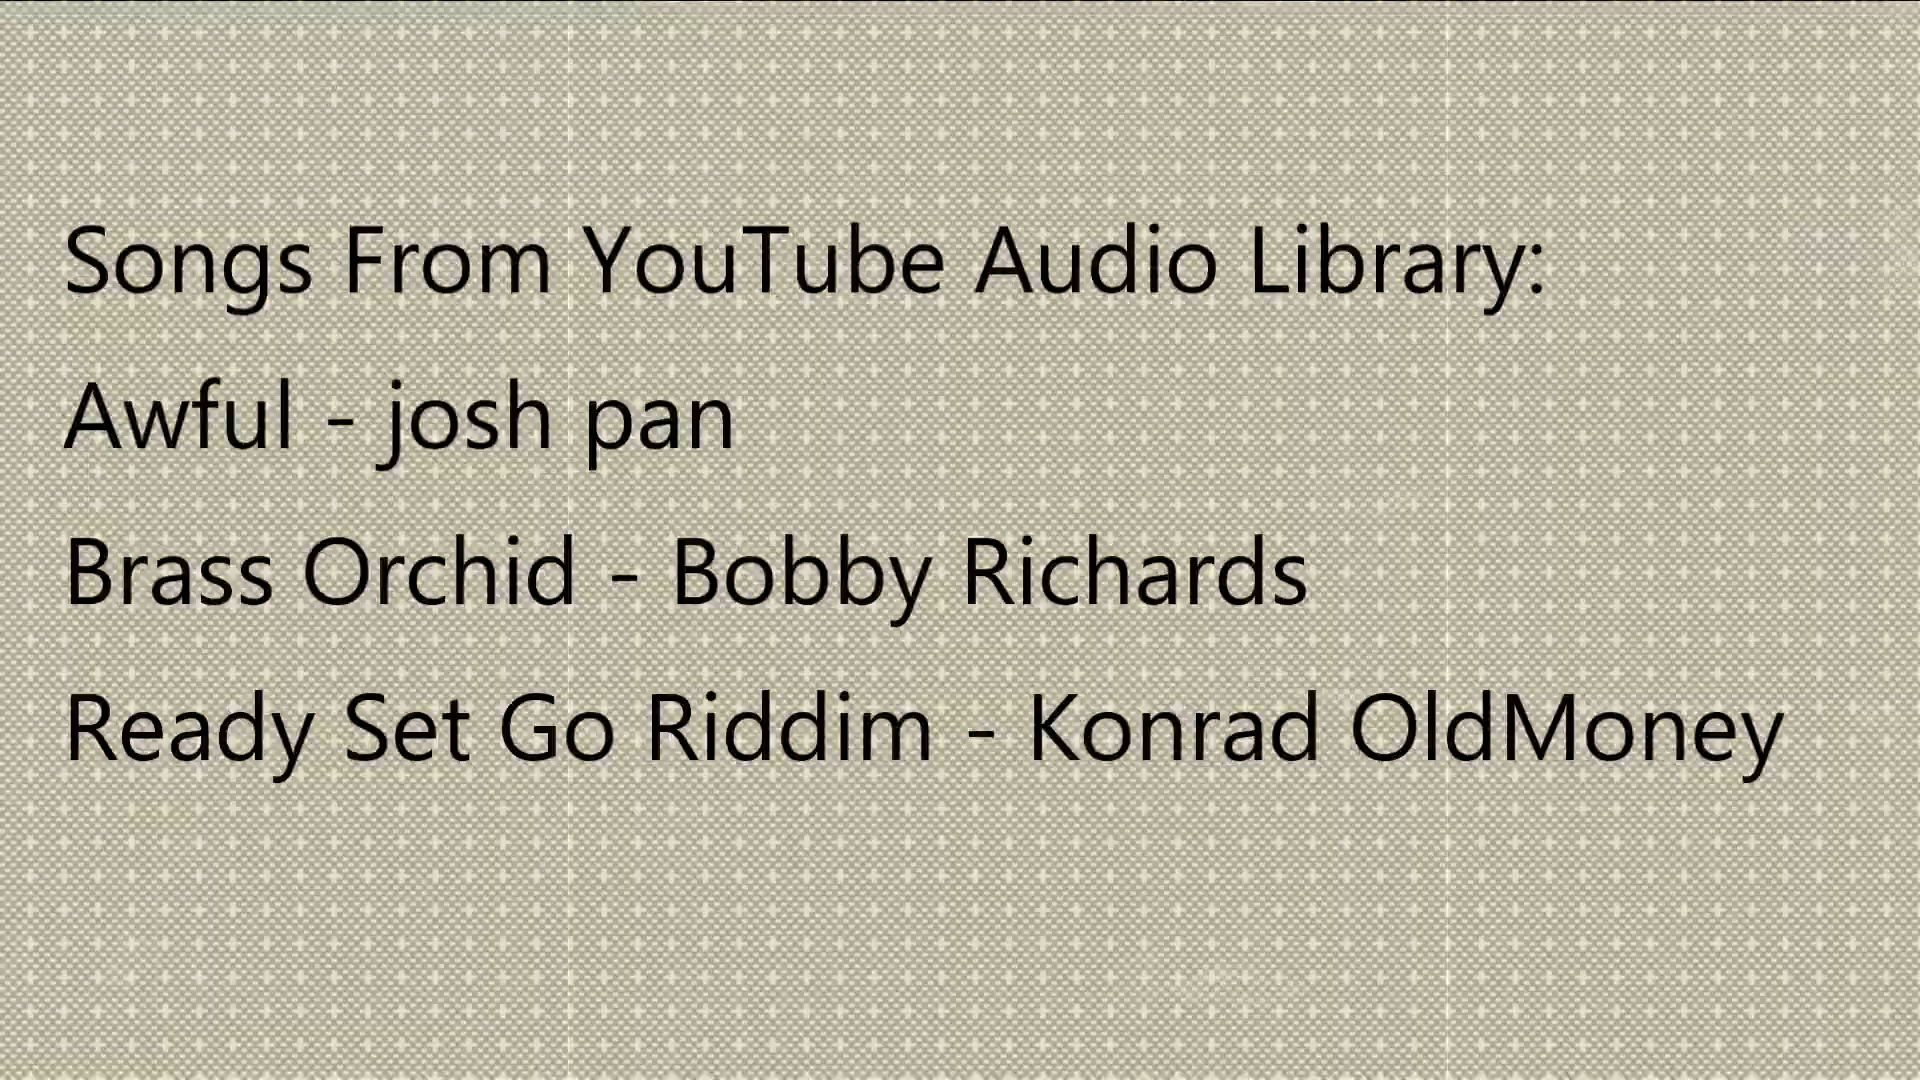 Songs From YouTube Audio Library:
Awful - josh pan
Brass Orchid - Bobby Richards
Ready Set Go Riddim - Konrad OldMoney